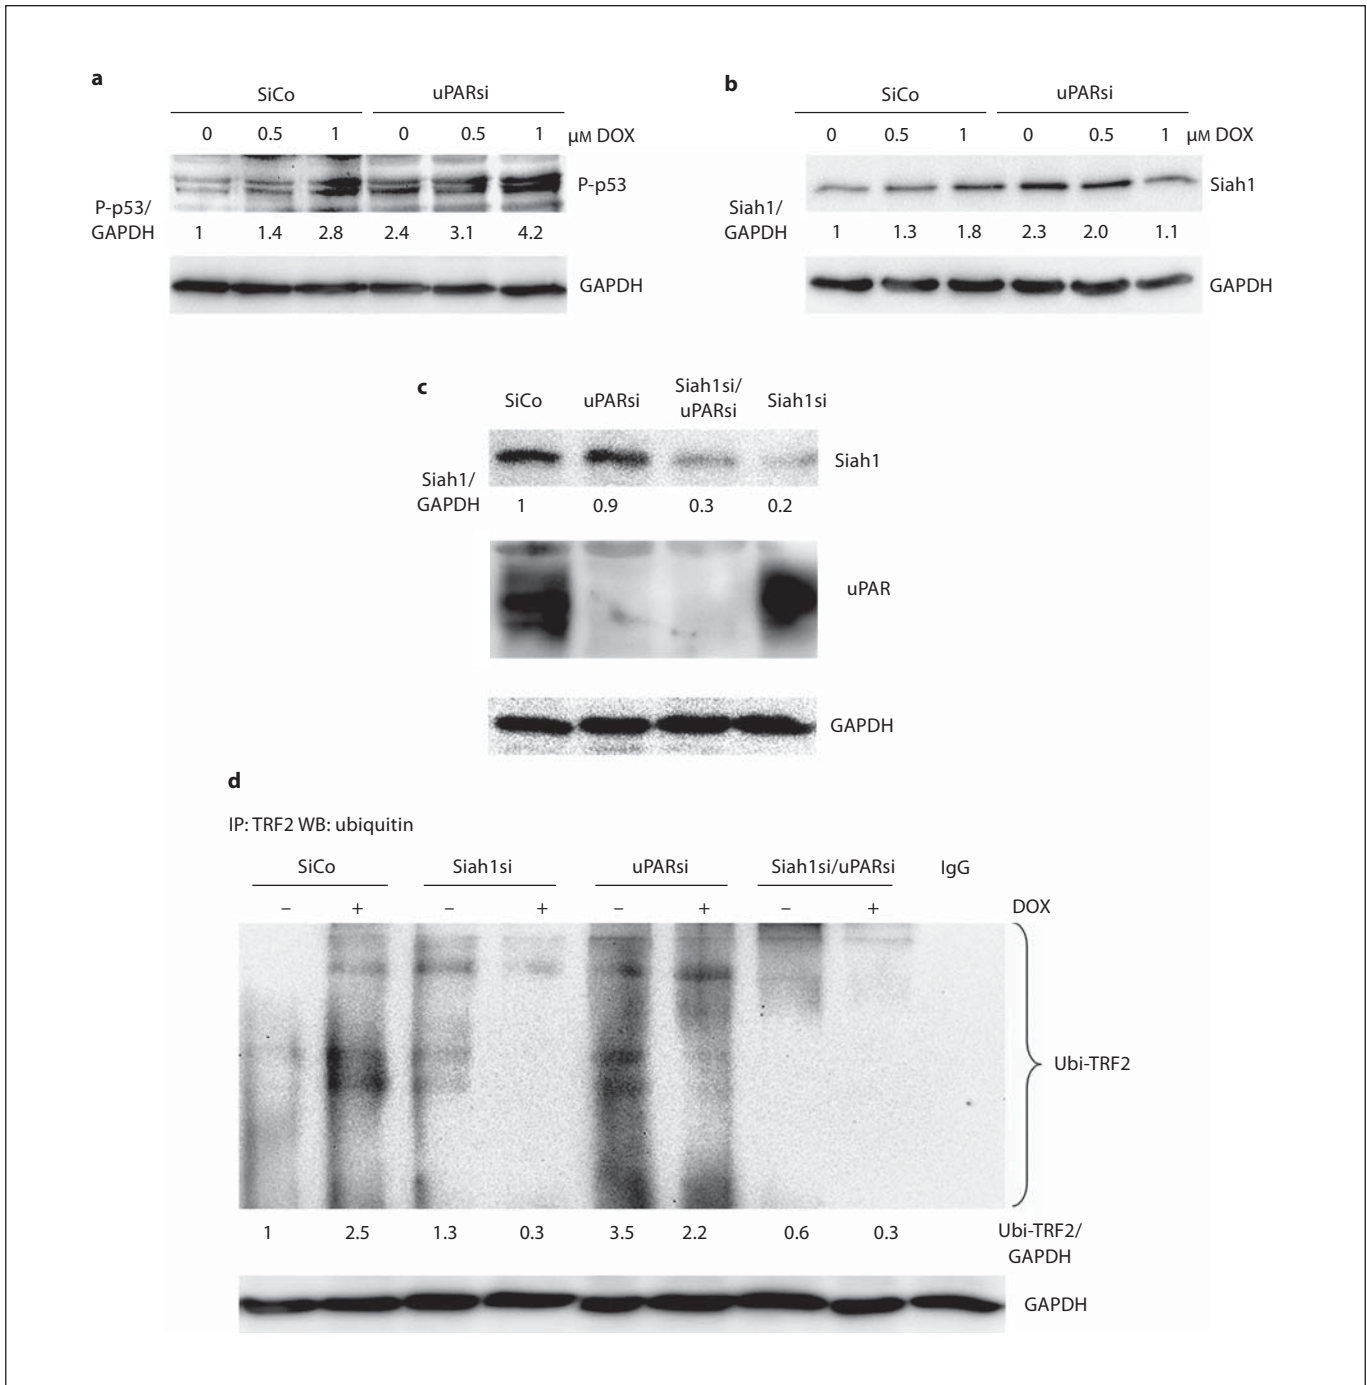 a
SiCo uPARsi
0 0.5 1 0 0.5 1 µM DOX
P-p53
P-p53/
GAPDH 1 1.4 2.8 2.4 3.1 4.2
GAPDH
b
SiCo uPARsi
0 0.5 1 0 0.5 1 µM DOX
Siah1
Siah1/
GAPDH 1 1.3 1.8 2.3 2.0 1.1
GAPDH
c
SiCo uPARsi Siah1si/
uPARsi Siah1si
Siah1
Siah1/
GAPDH 1 0.9 0.3 0.2
uPAR
GAPDH
d
IP: TRF2 WB: ubiquitin
SiCo Siah1si uPARsi Siah1si/uPARsi IgG
– + – + – + – + DOX
Ubi-TRF2
1 2.5 1.3 0.3 3.5 2.2 0.6 0.3 Ubi-TRF2/
GAPDH
GAPDH